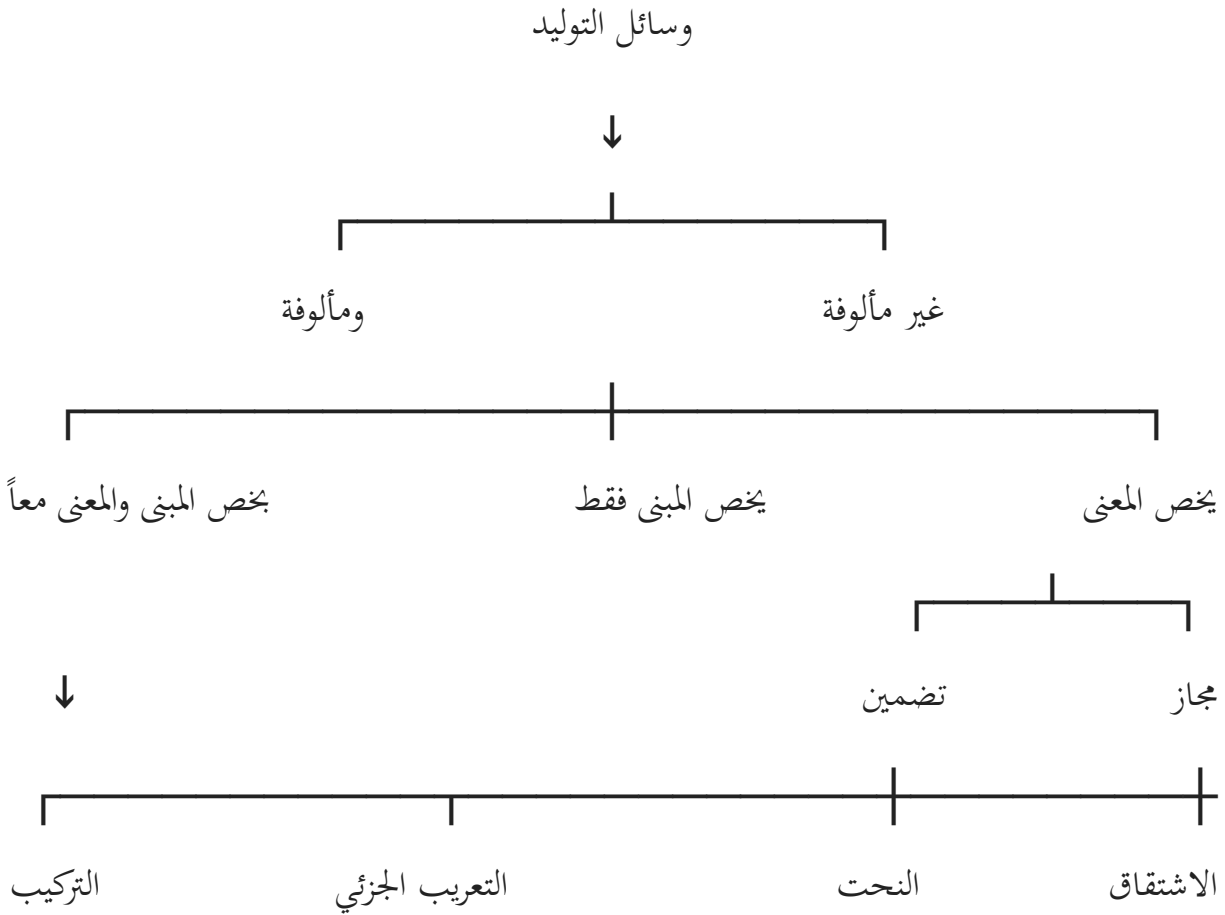 وسائل التوليد
غير مألوفة ومألوفة
يخص المعنى يخص المبنى فقط بخص المبنى والمعنى معاً
مجاز تضمين
الاشتقاق النحت التعريب الجزئي التركيب